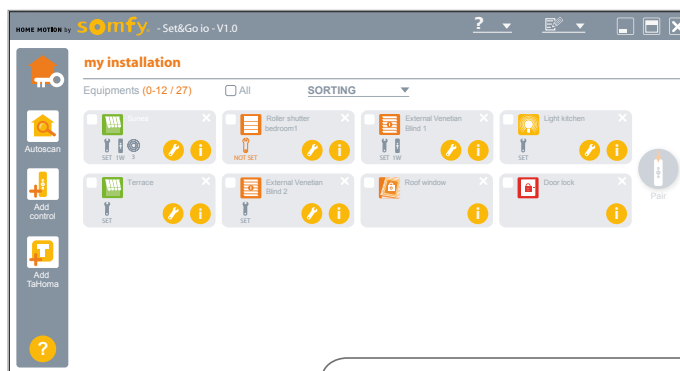 HOME MOTION by somfy. - Set&Go io - V1.0 ?
my installation
Equipments (0-12 / 27) All SORTING
Autoscan
Add
control
Add
TaHoma
?
SET 1W 3
Roller shutter
bedroom1
NOT SET
External Venetian
Blind 1
SET 1W
Light kitchen
SET
Terrace
SET
External Venetian
Blind 2
SET
Roof window
Door lock
Pair